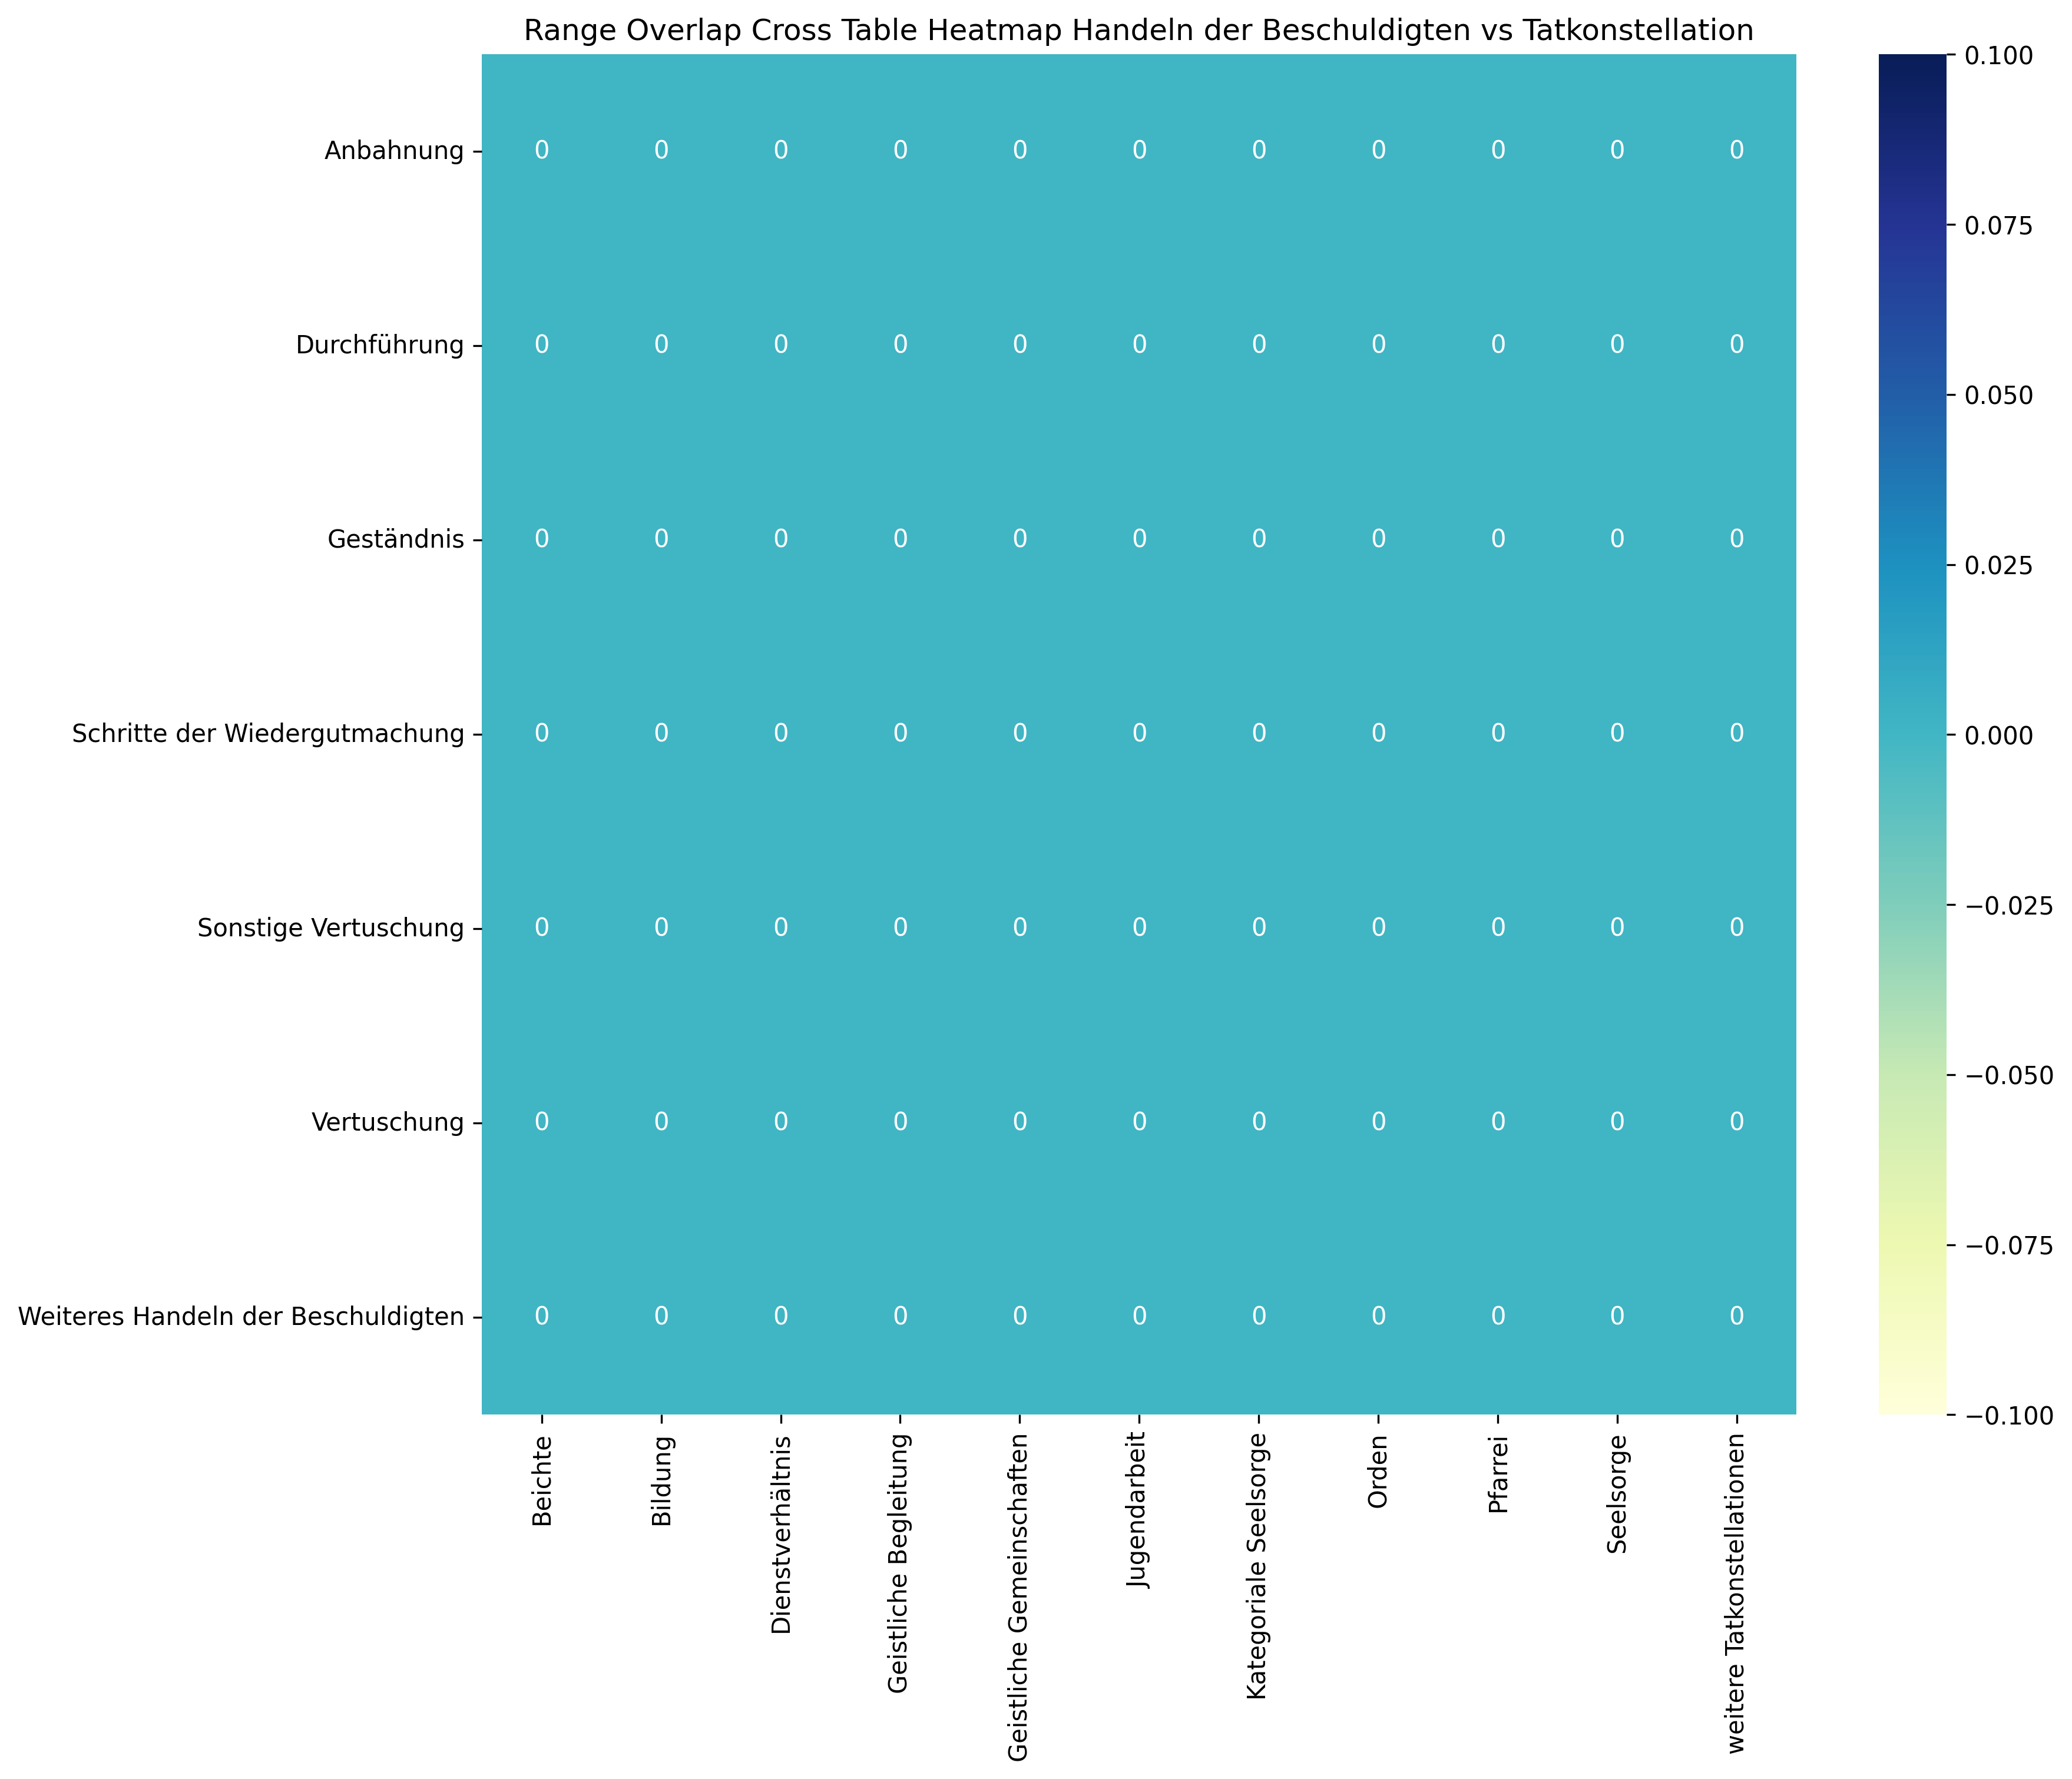 Range Overlap Cross Table Heatmap Handeln der Beschuldigten vs Tatkonstellation
Anbahnung 0 0 0 0 0 0 0 0 0 0 0
Durchführung 0 0 0 0 0 0 0 0 0 0 0
Geständnis 0 0 0 0 0 0 0 0 0 0 0
Schritte der Wiedergutmachung 0 0 0 0 0 0 0 0 0 0 0
Sonstige Vertuschung 0 0 0 0 0 0 0 0 0 0 0
Vertuschung 0 0 0 0 0 0 0 0 0 0 0
Weiteres Handeln der Beschuldigten 0 0 0 0 0 0 0 0 0 0 0
Beichte
Bildung
Dienstverhältnis
Geistliche Begleitung
Geistliche Gemeinschaften
Jugendarbeit
Kategoriale Seelsorge
Orden
Pfarrei
Seelsorge
weitere Tatkonstellationen
0.100
0.075
0.050
0.025
0.000
−0.025
−0.050
−0.075
−0.100